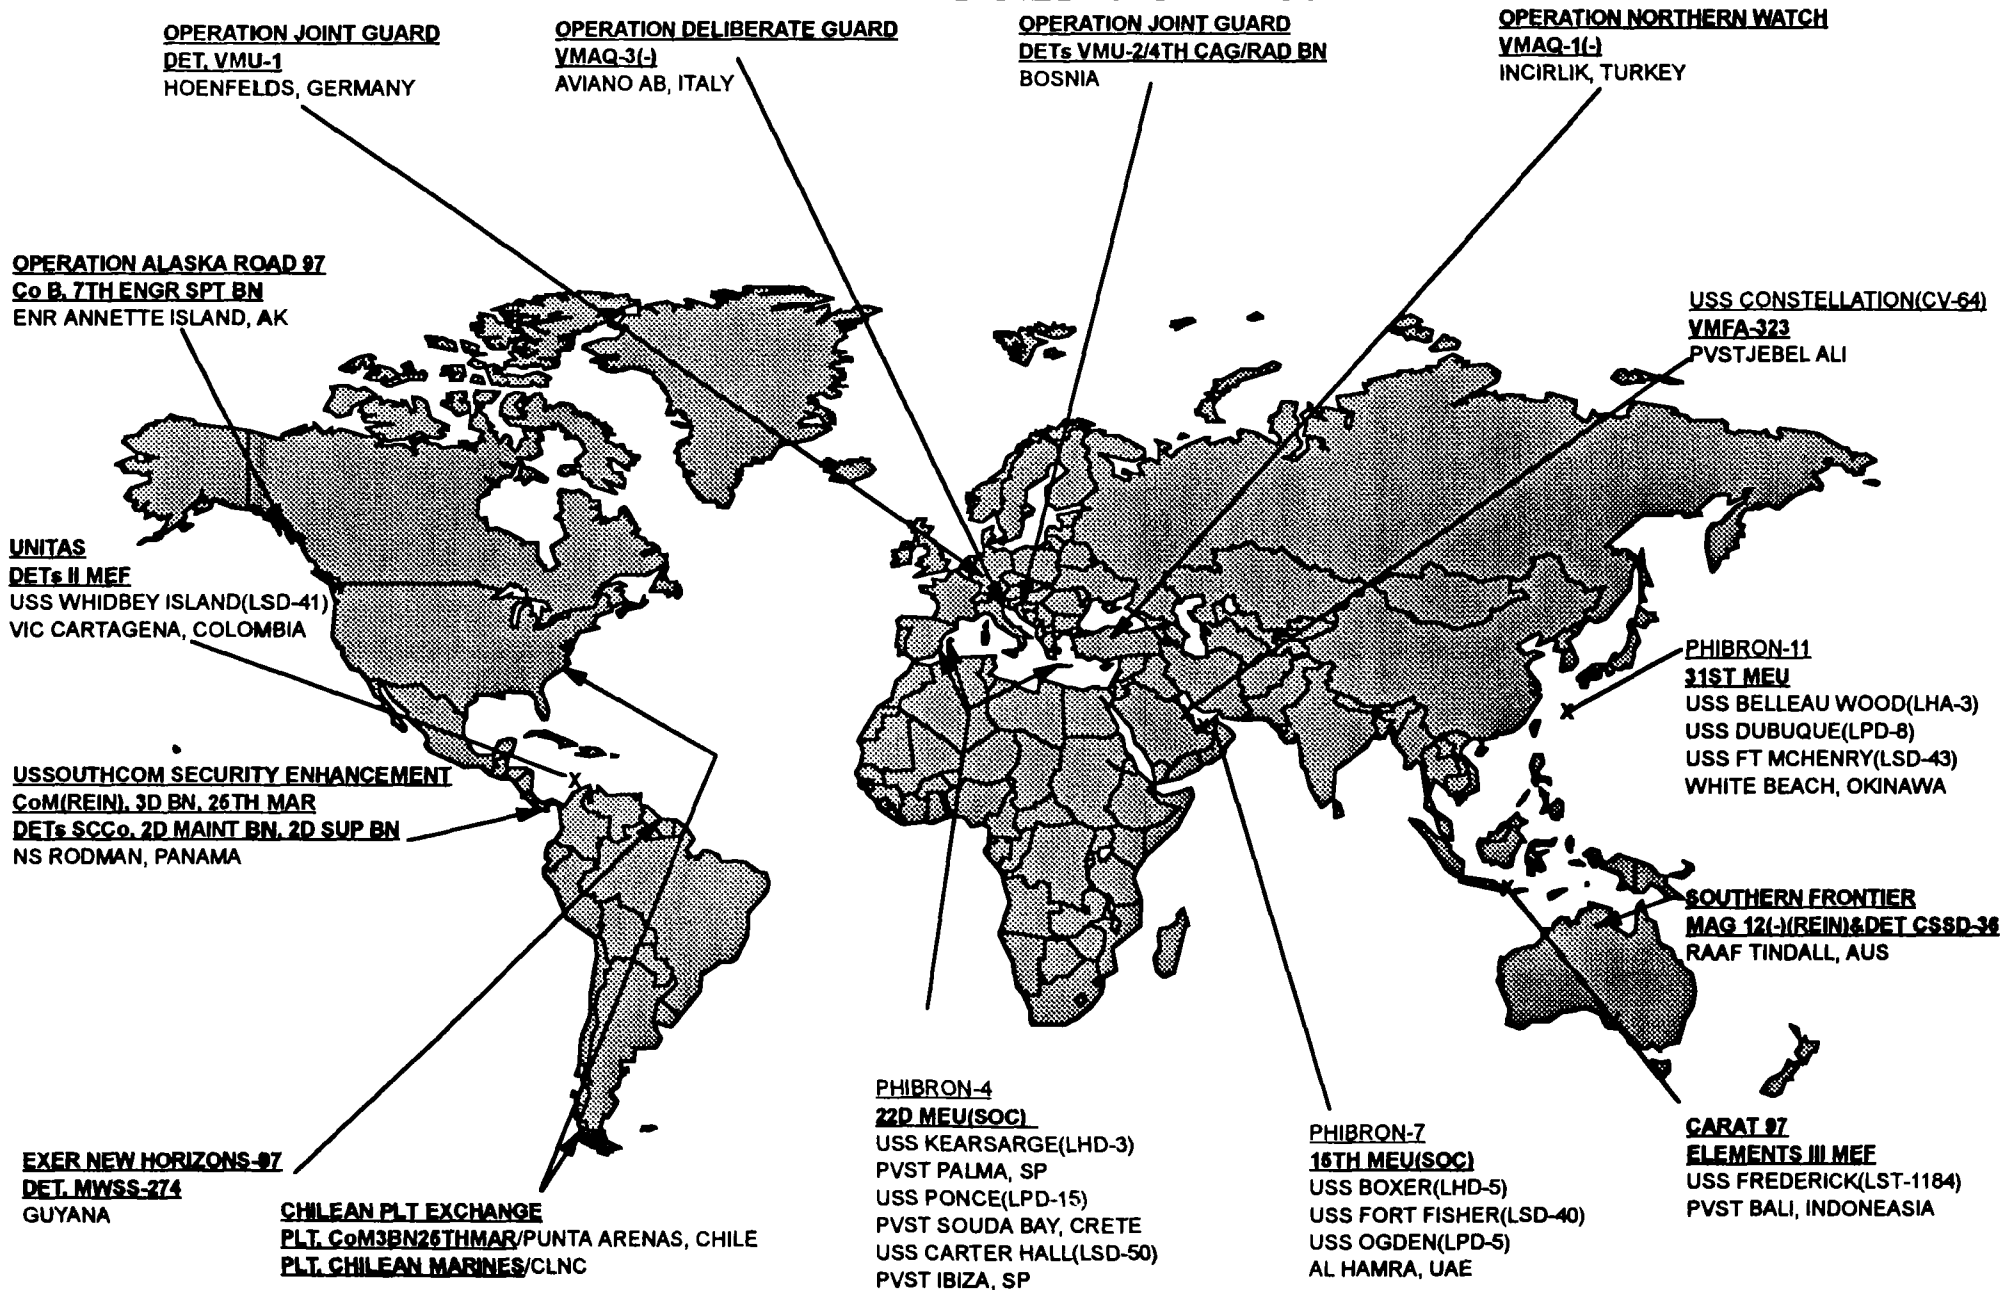 OPERATION JOINT GUARD
DET, VMU-1
HOENFELDS, GERMANY
OPERATION DELIBERATE GUARD
VMAQ-3(-)
AVIANO AB, ITALY
OPERATION JOINT GUARD
DETs VMU-2/4TH CAG/RAD BN
BOSNIA
OPERATION NORTHERN WATCH
VMAQ-1(-)
INCIRLIK, TURKEY
OPERATION ALASKA ROAD 97
Co B, 7TH ENGR SPT BN
ENR ANNETTE ISLAND, AK
USS CONSTELLATION(CV-64)
VMFA-323
PVSTJEBEL ALI
UNITAS
DETs II MEF
USS WHIDBEY ISLAND(LSD-41)
VIC CARTAGENA, COLOMBIA
PHIBRON-11
31ST MEU
USS BELLEAU WOOD(LHA-3)
USS DUBUQUE(LPD-8)
USS FT MCHENRY(LSD-43)
WHITE BEACH, OKINAWA
USSOUTHCOM SECURITY ENHANCEMENT
CoM(REIN), 3D BN, 25TH MAR
DETs SCCo, 2D MAINT BN, 2D SUP BN
NS RODMAN, PANAMA
SOUTHERN FRONTIER
MAG 12(-)(REIN)&DET CSSD-36
RAAF TINDALL, AUS
EXER NEW HORIZONS-97
DET, MWSS-274
GUYANA
CHILEAN PLT EXCHANGE
PLT, CoM3BN25THMAR/PUNTA ARENAS, CHILE
PLT, CHILEAN MARINES/CLNC
PHIBRON-4
22D MEU(SOC)
USS KEARSARGE(LHD-3)
PVST PALMA, SP
USS PONCE(LPD-15)
PVST SOUDA BAY, CRETE
USS CARTER HALL(LSD-50)
PVST IBIZA, SP
PHIBRON-7
15TH MEU(SOC)
USS BOXER(LHD-5)
USS FORT FISHER(LSD-40)
USS OGDEN(LPD-5)
AL HAMRA, UAE
CARAT 97
ELEMENTS III MEF
USS FREDERICK(LST-1184)
PVST BALI, INDONEASIA